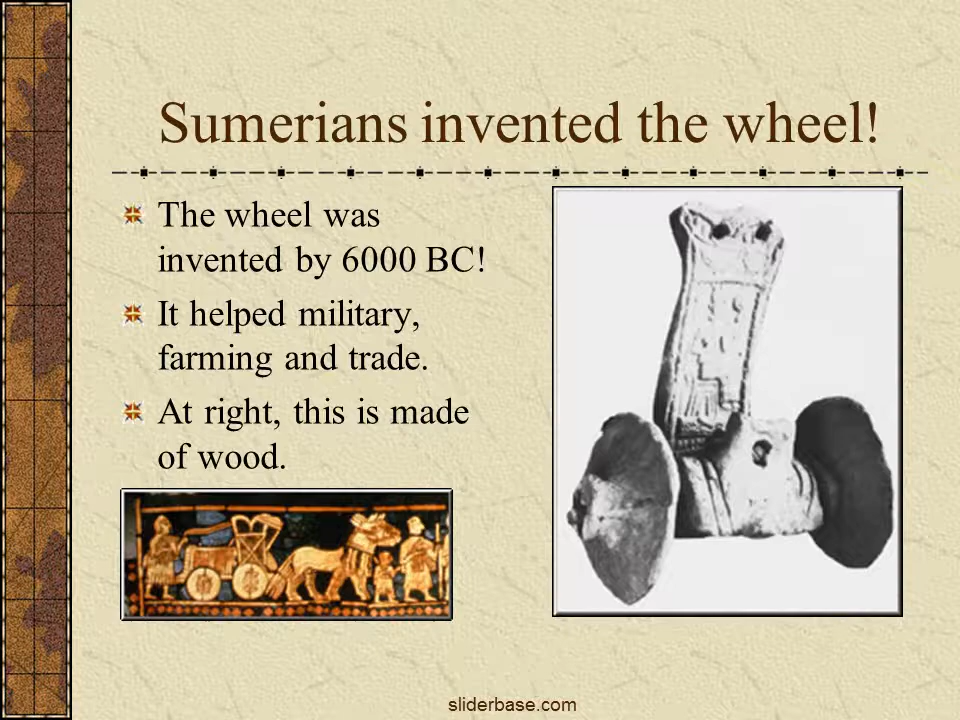 Sumerians invented the wheel!
The wheel was
invented by 6000 BC!
It helped military,
farming and trade.
At right, this is made
of wood.
sliderbase.com